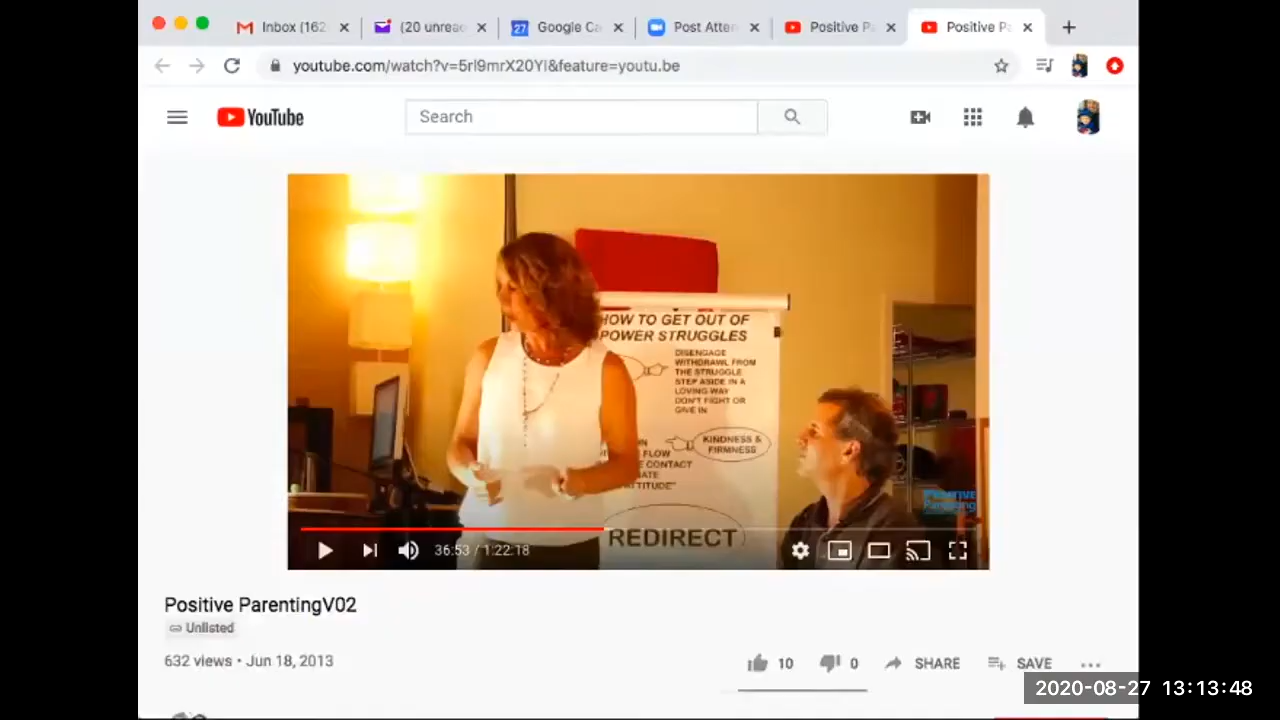 Inbox (162
(20 unrea
27
Google Ca
Post Atten
Positive Pa
Positive Pa
youtube.com/watch?v=5rl9mrX20YI&feature=youtu.be
YouTube
Search
HOW TO GET OUT OF
POWER STRUGGLES
DISENGAGE
WITHDRAWL FROM
THE STRUGGLE
STEP ASIDE IN A
LOVING WAY
DON'T FIGHT OR
GIVE IN
KINDNESS &
FIRMNESS
FLOW
CONTACT
ATTITUDE"
REDIRECT
Positive
Parenting
36:53 / 1:22:18
Positive ParentingV02
Unlisted
632 views • Jun 18, 2013
10
0
SHARE
SAVE
2020-08-27 13:13:48